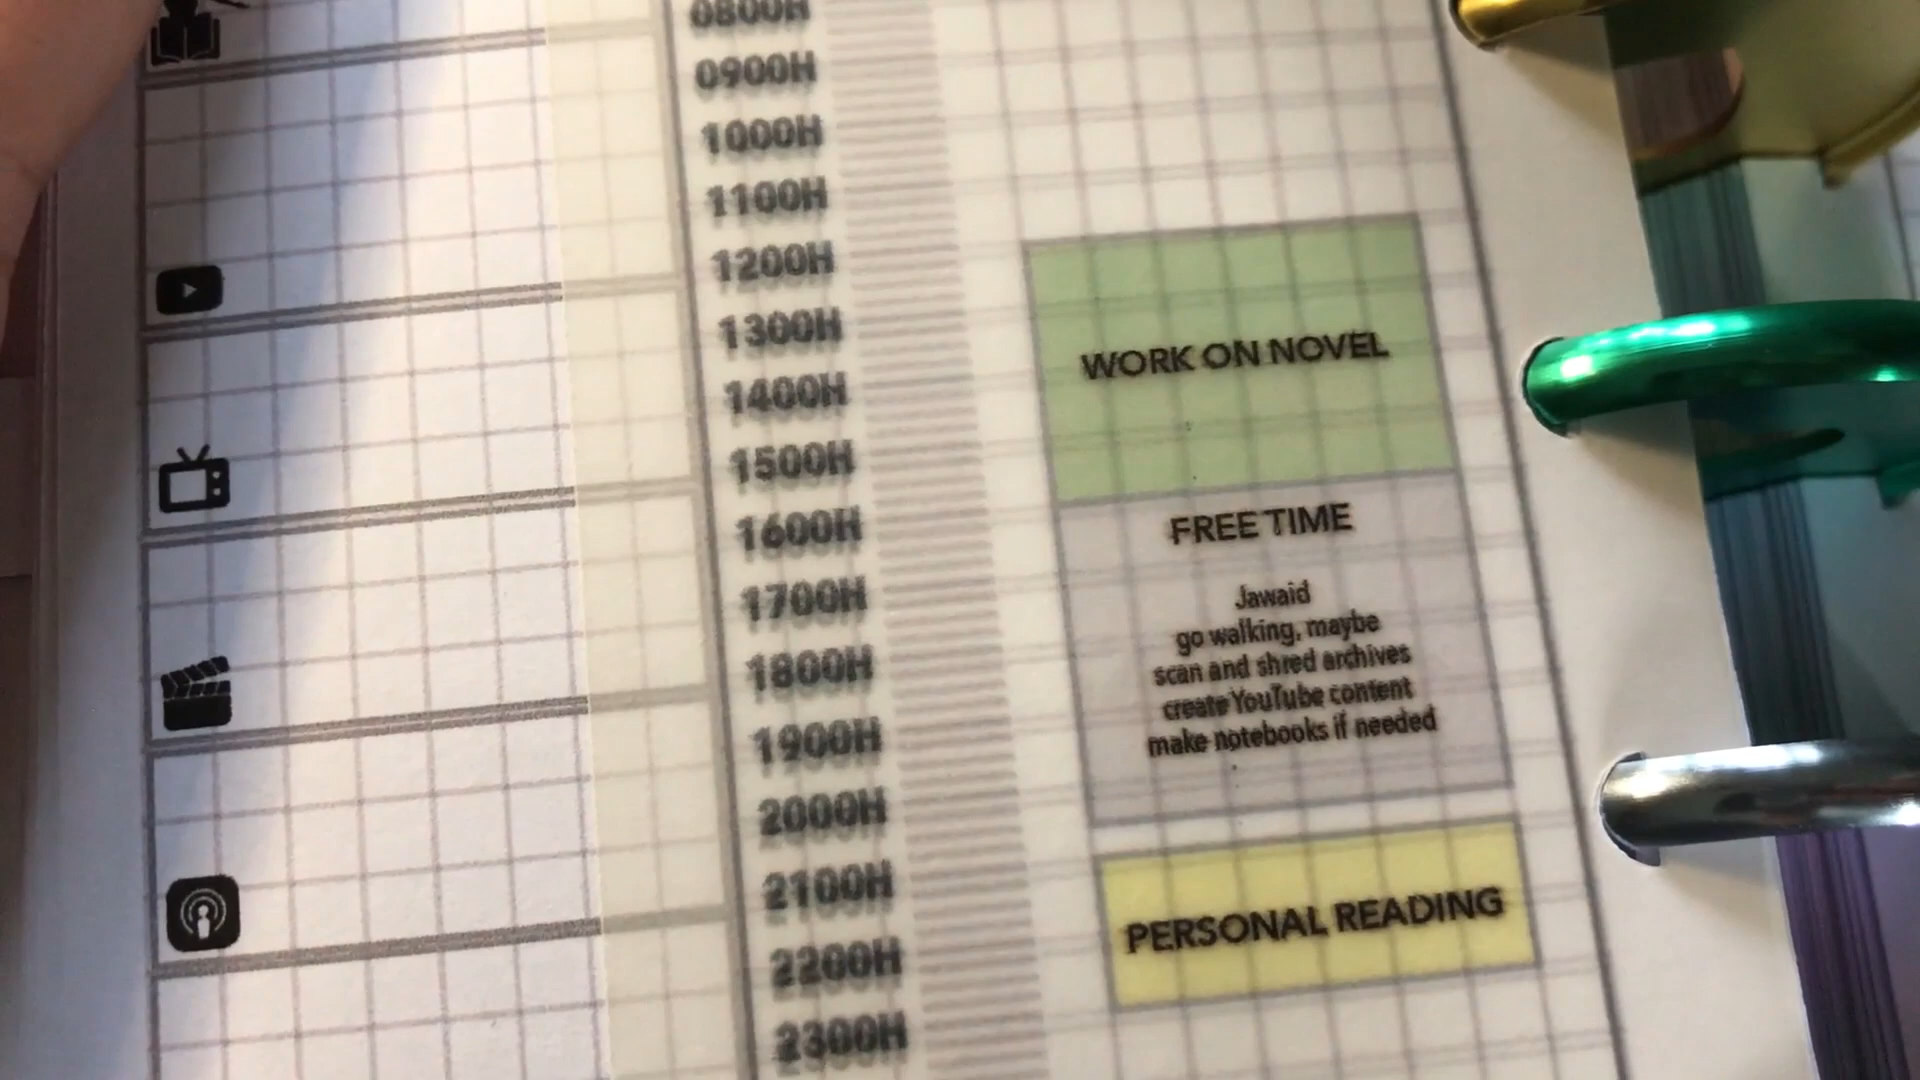 0800H
0900H
1000H
1100H
1200H
1300H
1400H
1500H
1600H
1700H
1800H
1900H
2000H
2100H
2200H
2300H
WORK ON NOVEL
FREE TIME
Jawaid
go walking, maybe
scan and shred archives
create YouTube content
make notebooks if needed
PERSONAL READING